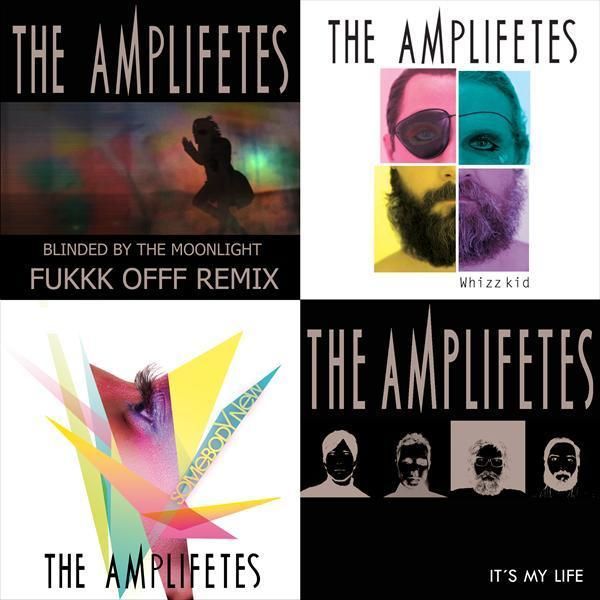 THE AMPLIFETES
BLINDED BY THE MOONLIGHT
FUKKK OFFF REMIX
THE AMPLIFETES
Whizz kid
SOMEBODY NEW
THE AMPLIFETES
THE AMPLIFETES
IT´S MY LIFE